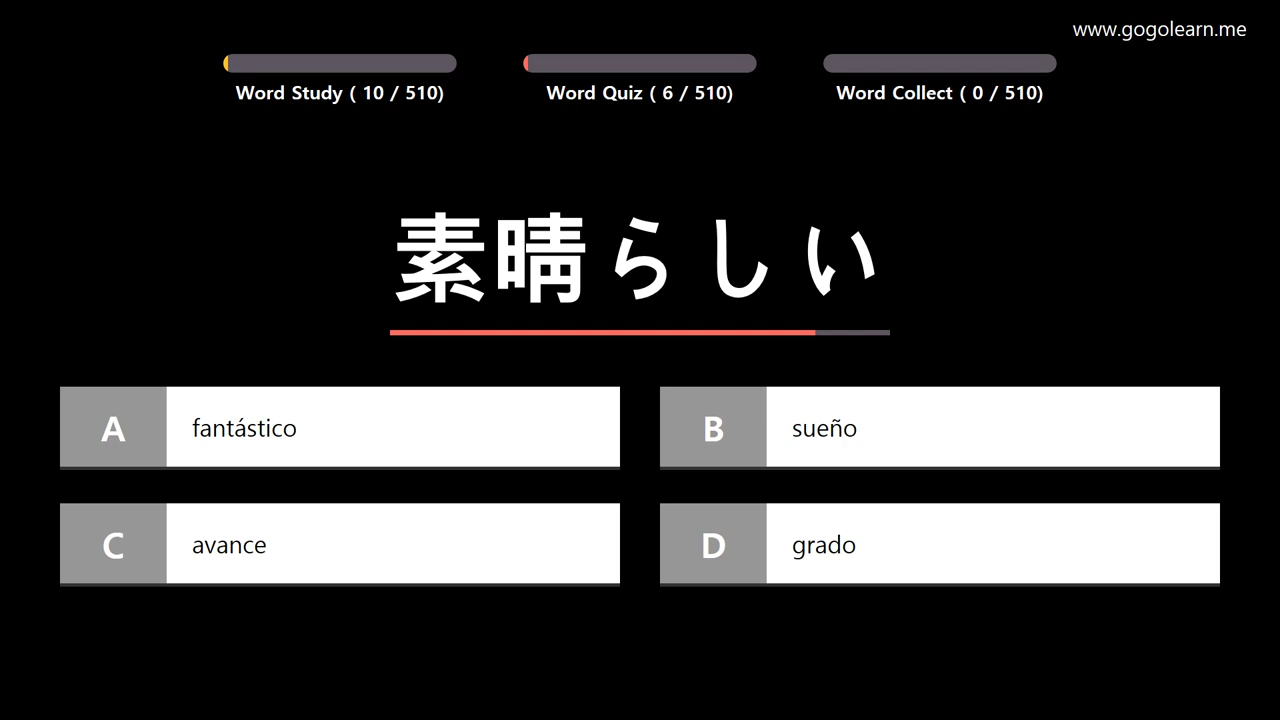 www.gogolearn.me
Word Study ( 10 / 510)
Word Quiz ( 6 / 510)
Word Collect ( 0 / 510)
素晴らしい
A fantástico
B sueño
C avance
D grado